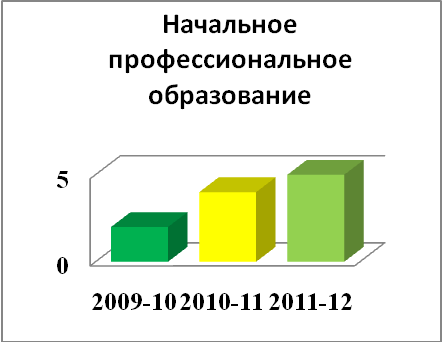 Начальное
профессиональное
образование
5
0
2009-10 2010-11 2011-12